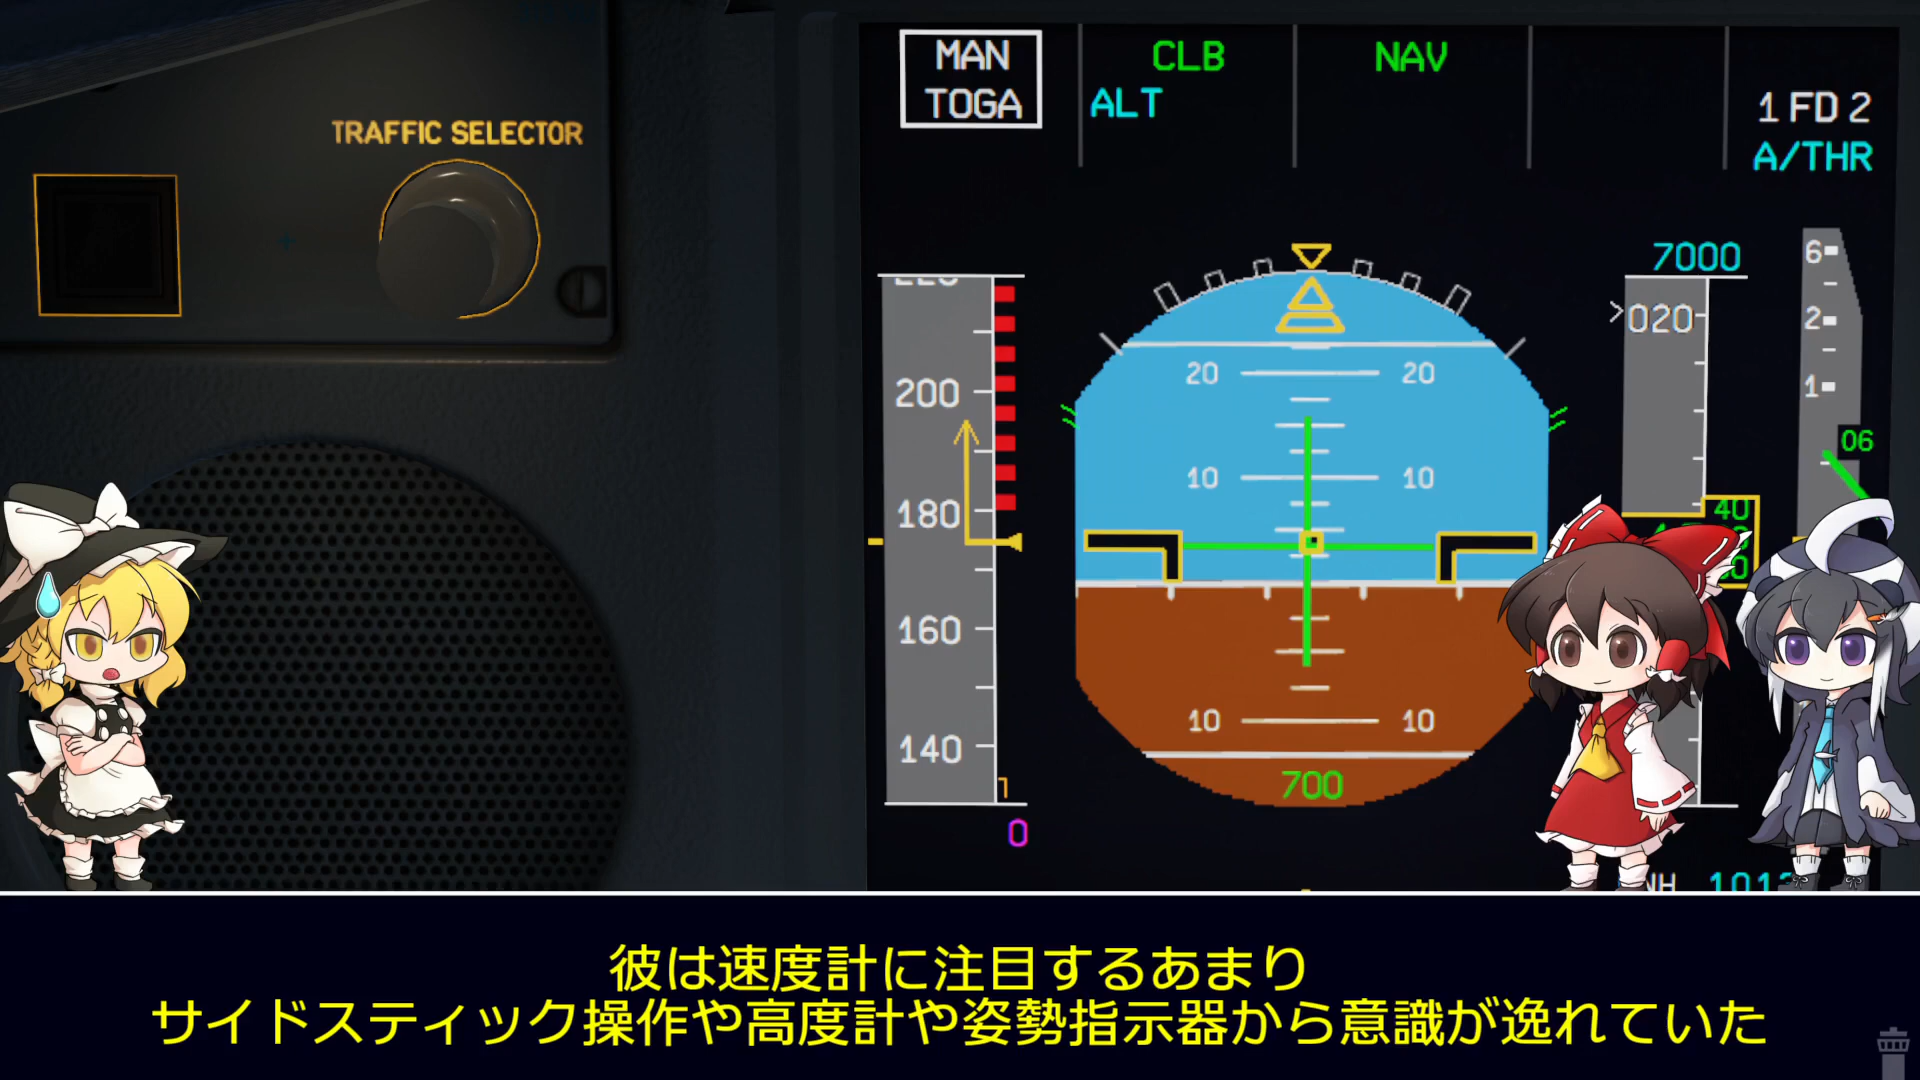 TRAFFIC SELECTOR
MAN
TOGA
CLB
ALT
NAV
1 FD 2
A/THR
7000
020
6
2
1
06
200
180
160
140
0
20 20
10 10
10 10
700
40
1013
彼は速度計に注目するあまり
サイドスティック操作や高度計や姿勢指示器から意識が逸れていた